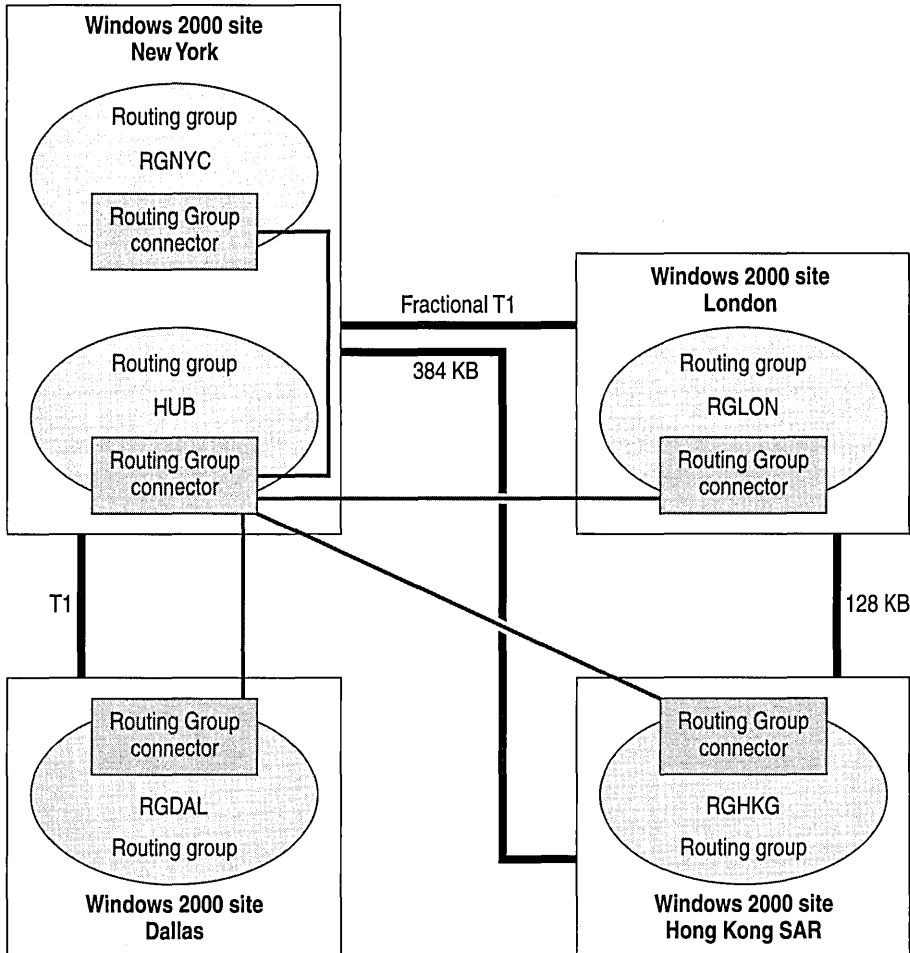 Windows 2000 site
New York
Routing group
RGNYC
Routing Group
connector
Routing group
HUB
Routing Group
connector
Fractional T1
384 KB
Windows 2000 site
London
Routing group
RGLON
Routing Group
connector
T1
128 KB
Routing Group
connector
RGDAL
Routing group
Windows 2000 site
Dallas
Routing Group
connector
RGHKG
Routing group
Windows 2000 site
Hong Kong SAR